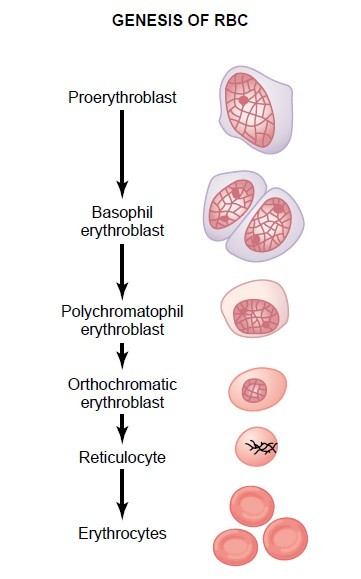 GENESIS OF RBC
Proerythroblast
Basophil
erythroblast
Polychromatophil
erythroblast
Orthochromatic
erythroblast
Reticulocyte
Erythrocytes